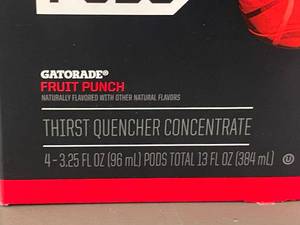 PODS
GATORADE®
FRUIT PUNCH
NATURALLY FLAVORED WITH OTHER NATURAL FLAVORS
THIRST QUENCHER CONCENTRATE
4 – 3.25 FL OZ (96 mL) PODS TOTAL 13 FL OZ (384 mL) U